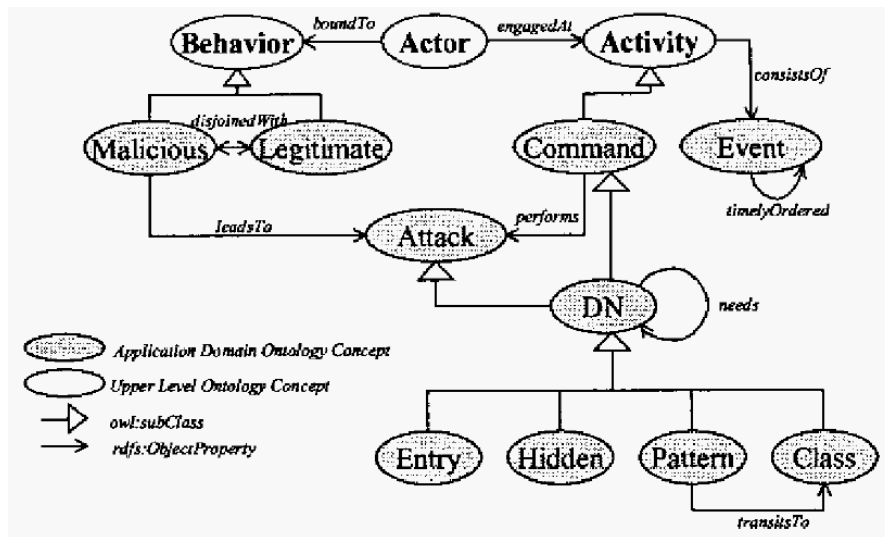 boundTo
engagedAt
Behavior
Actor
Activity
consistsOf
disjoinedWith
Malicious
Legitimate
Command
Event
timelyOrdered
leadsTo
performs
Attack
DN
needs
Application Domain Ontology Concept
Upper Level Ontology Concept
owl:subClass
rdfs:ObjectProperty
Entry
Hidden
Pattern
Class
transitsTo